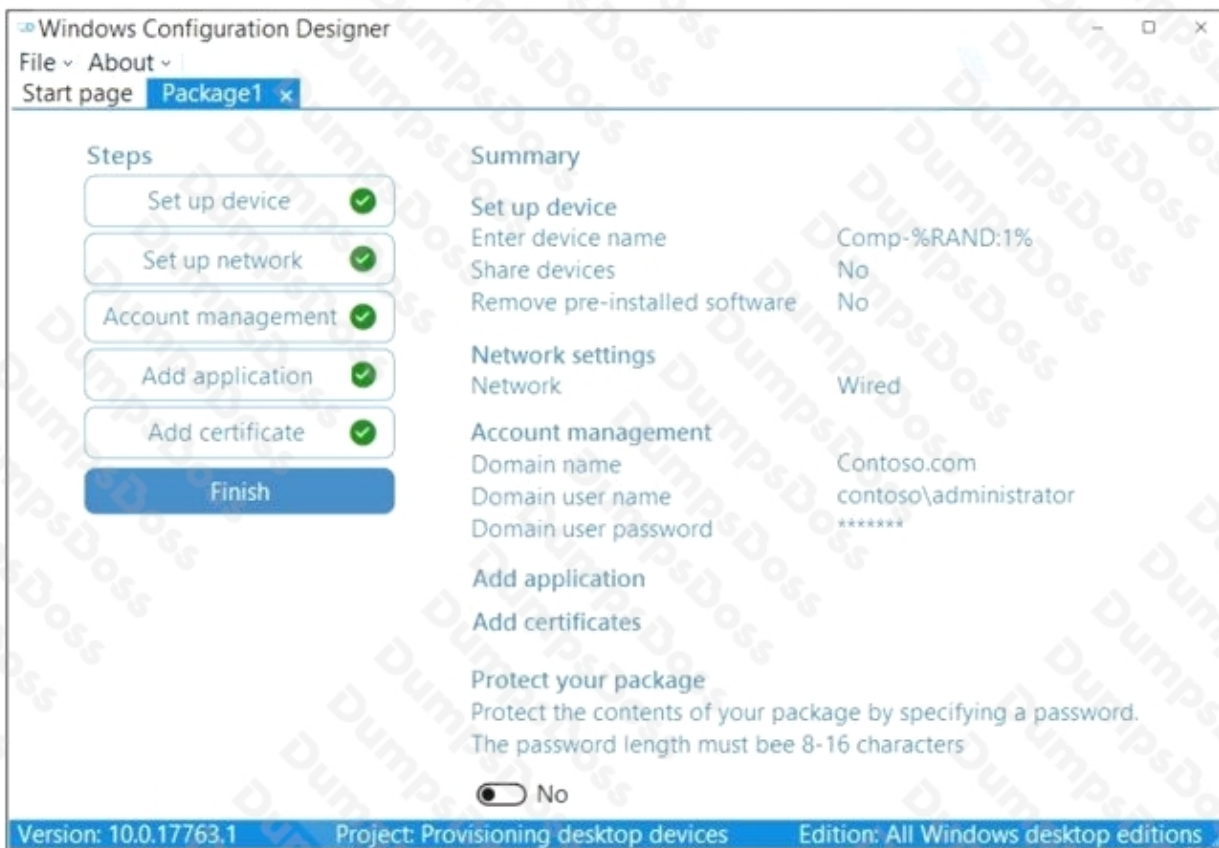 Windows Configuration Designer
File About
Start page Package1 x
Steps
Set up device
Set up network
Account management
Add application
Add certificate
Finish
Summary
Set up device
Enter device name Comp-%RAND:1%
Share devices No
Remove pre-installed software No
Network settings
Network Wired
Account management
Domain name Contoso.com
Domain user name contoso\administrator
Domain user password *******
Add application
Add certificates
Protect your package
Protect the contents of your package by specifying a password.
The password length must bee 8-16 characters
No
Version: 10.0.17763.1 Project: Provisioning desktop devices Edition: All Windows desktop editions
DumpsDoss